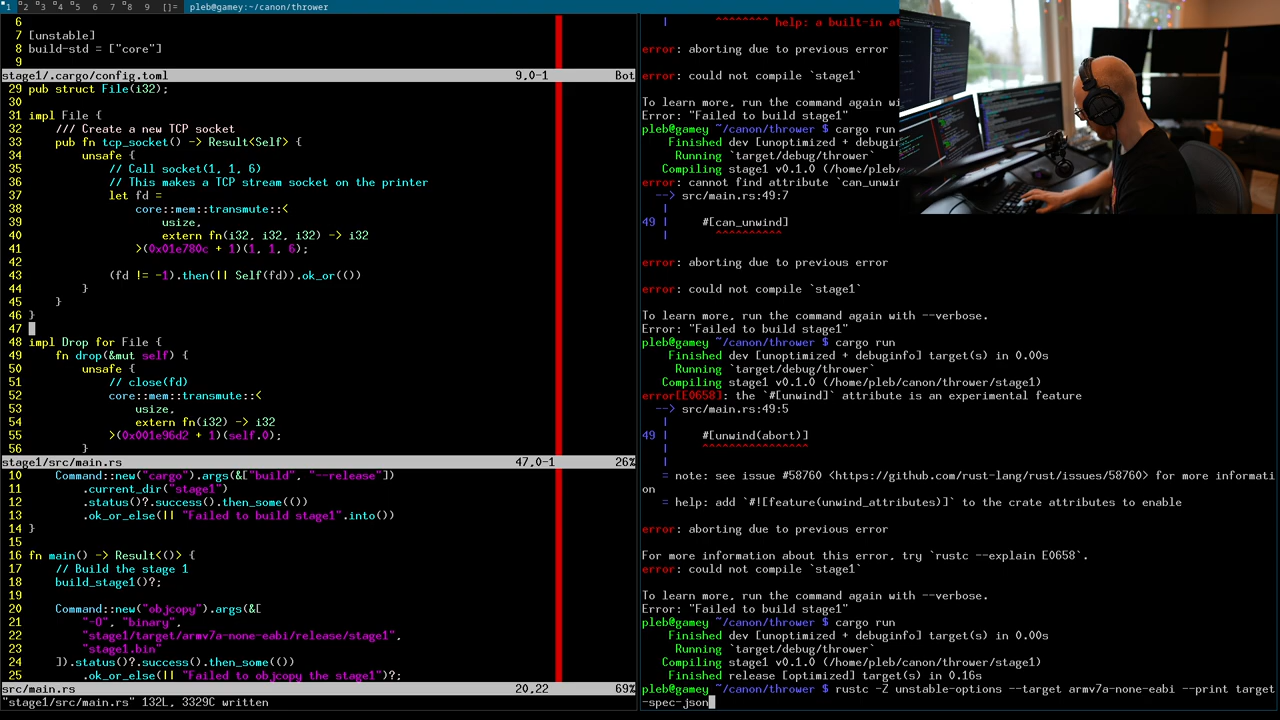 1 2 3 4 5 6 7 8 9 []= pleb@gamey:~/canon/thrower
6
7 [unstable]
8 build-std = ["core"]
9
stage1/.cargo/config.toml 9,0-1 Bot
29 pub struct File(i32);
30
31 impl File {
32 /// Create a new TCP socket
33 pub fn tcp_socket() -> Result<Self> {
34 unsafe {
35 // Call socket(1, 1, 6)
36 // This makes a TCP stream socket on the printer
37 let fd =
38 core::mem::transmute::<
39 usize,
40 extern fn(i32, i32, i32) -> i32
41 >(0x01e780c + 1)(1, 1, 6);
42
43 (fd != -1).then(|| Self(fd)).ok_or(())
44 }
45 }
46 }
47
48 impl Drop for File {
49 fn drop(&mut self) {
50 unsafe {
51 // close(fd)
52 core::mem::transmute::<
53 usize,
54 extern fn(i32) -> i32
55 >(0x001e96d2 + 1)(self.0);
56 }
stage1/src/main.rs 47,0-1 26%
10 Command::new("cargo").args(&["build", "--release"])
11 .current_dir("stage1")
12 .status()?.success().then_some(())
13 .ok_or_else(|| "Failed to build stage1".into())
14 }
15
16 fn main() -> Result<()> {
17 // Build the stage 1
18 build_stage1()?;
19
20 Command::new("objcopy").args(&[
21 "-O", "binary",
22 "stage1/target/armv7a-none-eabi/release/stage1",
23 "stage1.bin"
24 ]).status()?.success().then_some(())
25 .ok_or_else(|| "Failed to objcopy the stage1")?;
src/main.rs 20,22 69%
"stage1/src/main.rs" 132L, 3329C written
| ^^^^^^^^ help: a built-in at
error: aborting due to previous error
error: could not compile `stage1`
To learn more, run the command again wi
Error: "Failed to build stage1"
pleb@gamey ~/canon/thrower $ cargo run
Finished dev [unoptimized + debuginfo
Running `target/debug/thrower`
Compiling stage1 v0.1.0 (/home/pleb/c
error: cannot find attribute `can_unwin
--> src/main.rs:49:7
|
49 | #[can_unwind]
| ^^^^^^^^^^
error: aborting due to previous error
error: could not compile `stage1`
To learn more, run the command again with --verbose.
Error: "Failed to build stage1"
pleb@gamey ~/canon/thrower $ cargo run
Finished dev [unoptimized + debuginfo] target(s) in 0.00s
Running `target/debug/thrower`
Compiling stage1 v0.1.0 (/home/pleb/canon/thrower/stage1)
error[E0658]: the `#[unwind]` attribute is an experimental feature
--> src/main.rs:49:5
|
49 | #[unwind(abort)]
| ^^^^^^^^^^^^^^^^
|
= note: see issue #58760 <https://github.com/rust-lang/rust/issues/58760> for more informati
on
= help: add `#![feature(unwind_attributes)]` to the crate attributes to enable
error: aborting due to previous error
For more information about this error, try `rustc --explain E0658`.
error: could not compile `stage1`
To learn more, run the command again with --verbose.
Error: "Failed to build stage1"
pleb@gamey ~/canon/thrower $ cargo run
Finished dev [unoptimized + debuginfo] target(s) in 0.00s
Running `target/debug/thrower`
Compiling stage1 v0.1.0 (/home/pleb/canon/thrower/stage1)
Finished release [optimized] target(s) in 0.16s
pleb@gamey ~/canon/thrower $ rustc -Z unstable-options --target armv7a-none-eabi --print target
-spec-json